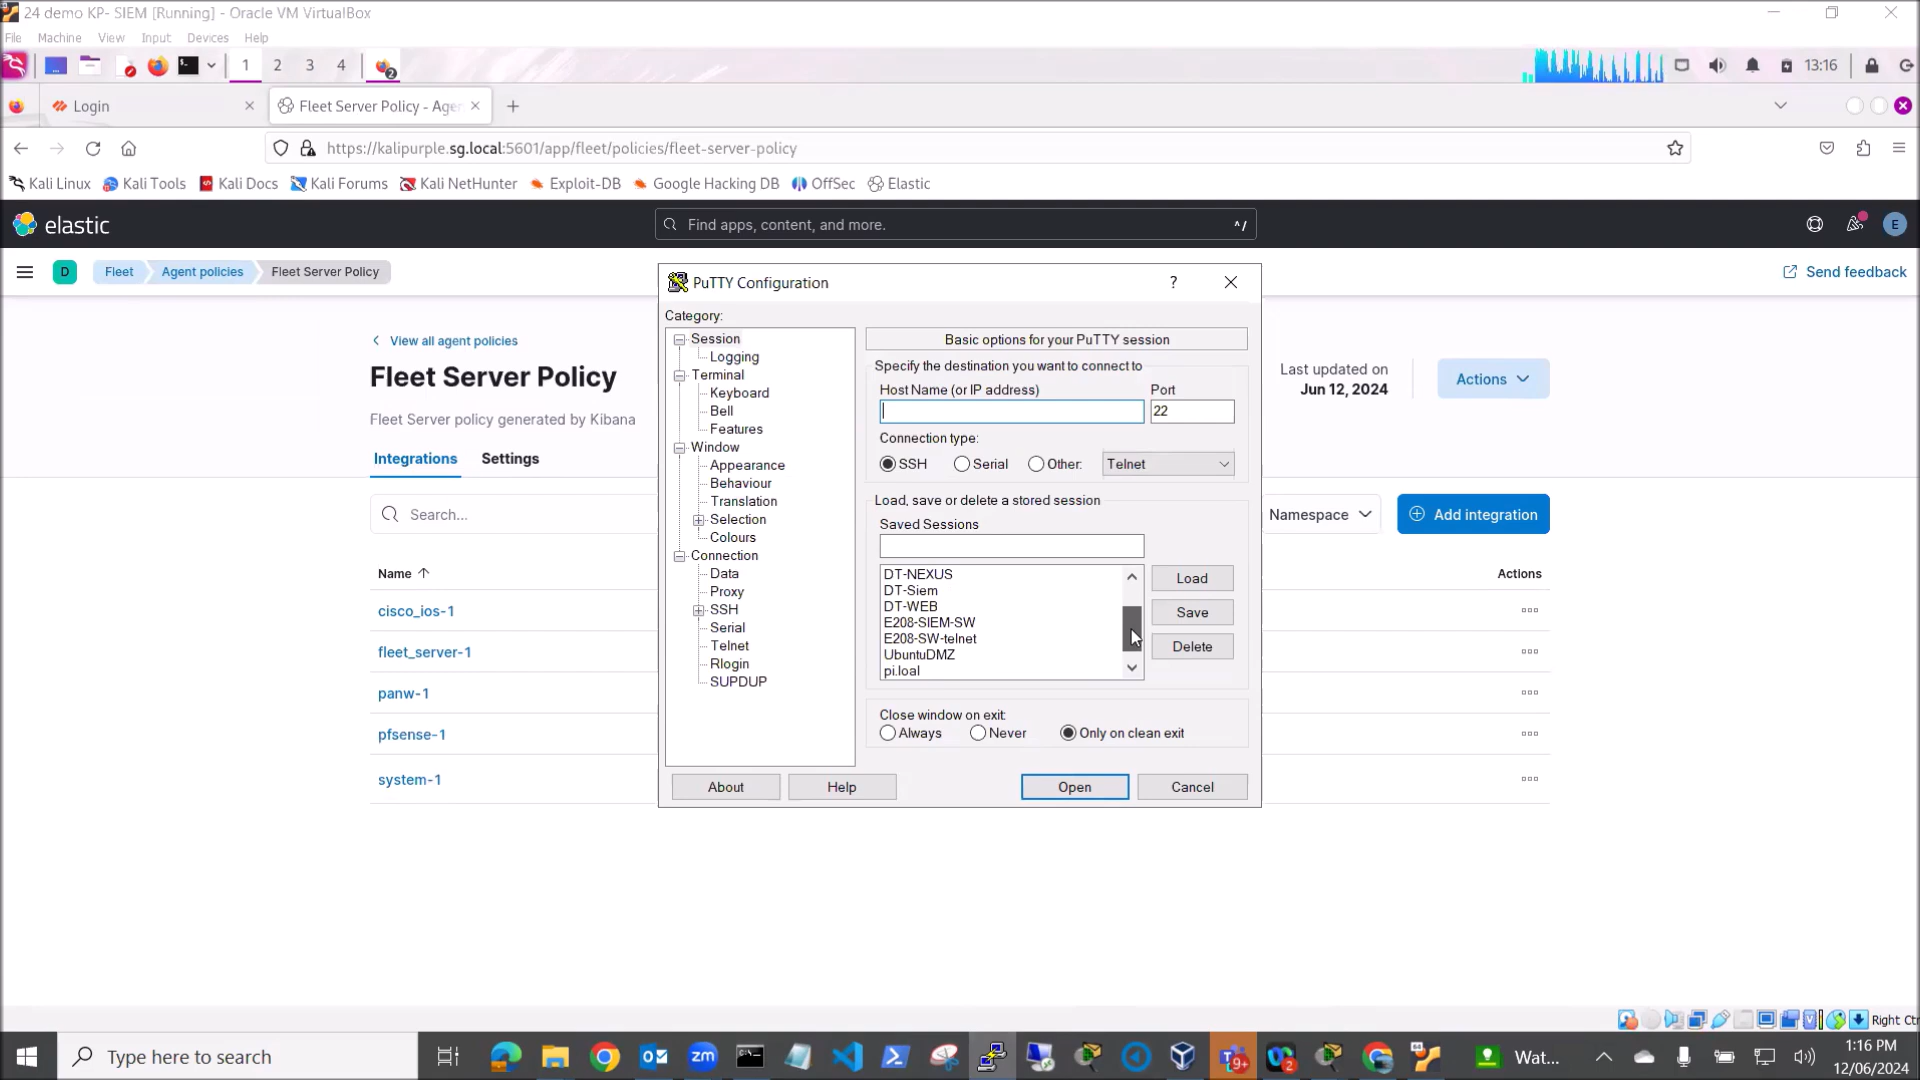 24 demo KP- SIEM [Running] - Oracle VM VirtualBox
File Machine View Input Devices Help
1 2 3 4 2 13:16
Login Fleet Server Policy - Age
https://kalipurple.sg.local:5601/app/fleet/policies/fleet-server-policy
Kali Linux Kali Tools Kali Docs Kali Forums Kali NetHunter Exploit-DB Google Hacking DB OffSec Elastic
elastic Find apps, content, and more. ^/ E
D Fleet Agent policies Fleet Server Policy Send feedback
View all agent policies
Fleet Server Policy
Fleet Server policy generated by Kibana
Last updated on
Jun 12, 2024
Actions
Integrations Settings
Search... Namespace Add integration
Name Actions
cisco_ios-1
fleet_server-1
panw-1
pfsense-1
system-1
PuTTY Configuration ?
Category:
Session
Logging
Terminal
Keyboard
Bell
Features
Window
Appearance
Behaviour
Translation
Selection
Colours
Connection
Data
Proxy
SSH
Serial
Telnet
Rlogin
SUPDUP
Basic options for your PuTTY session
Specify the destination you want to connect to
Host Name (or IP address) Port
22
Connection type:
SSH Serial Other: Telnet
Load, save or delete a stored session
Saved Sessions
DT-NEXUS
DT-Siem
DT-WEB
E208-SIEM-SW
E208-SW-telnet
UbuntuDMZ
pi.loal
Load
Save
Delete
Close window on exit:
Always Never Only on clean exit
About Help Open Cancel
Right Ctr
Type here to search zm 9+ 2 Wat... 1:16 PM
12/06/2024